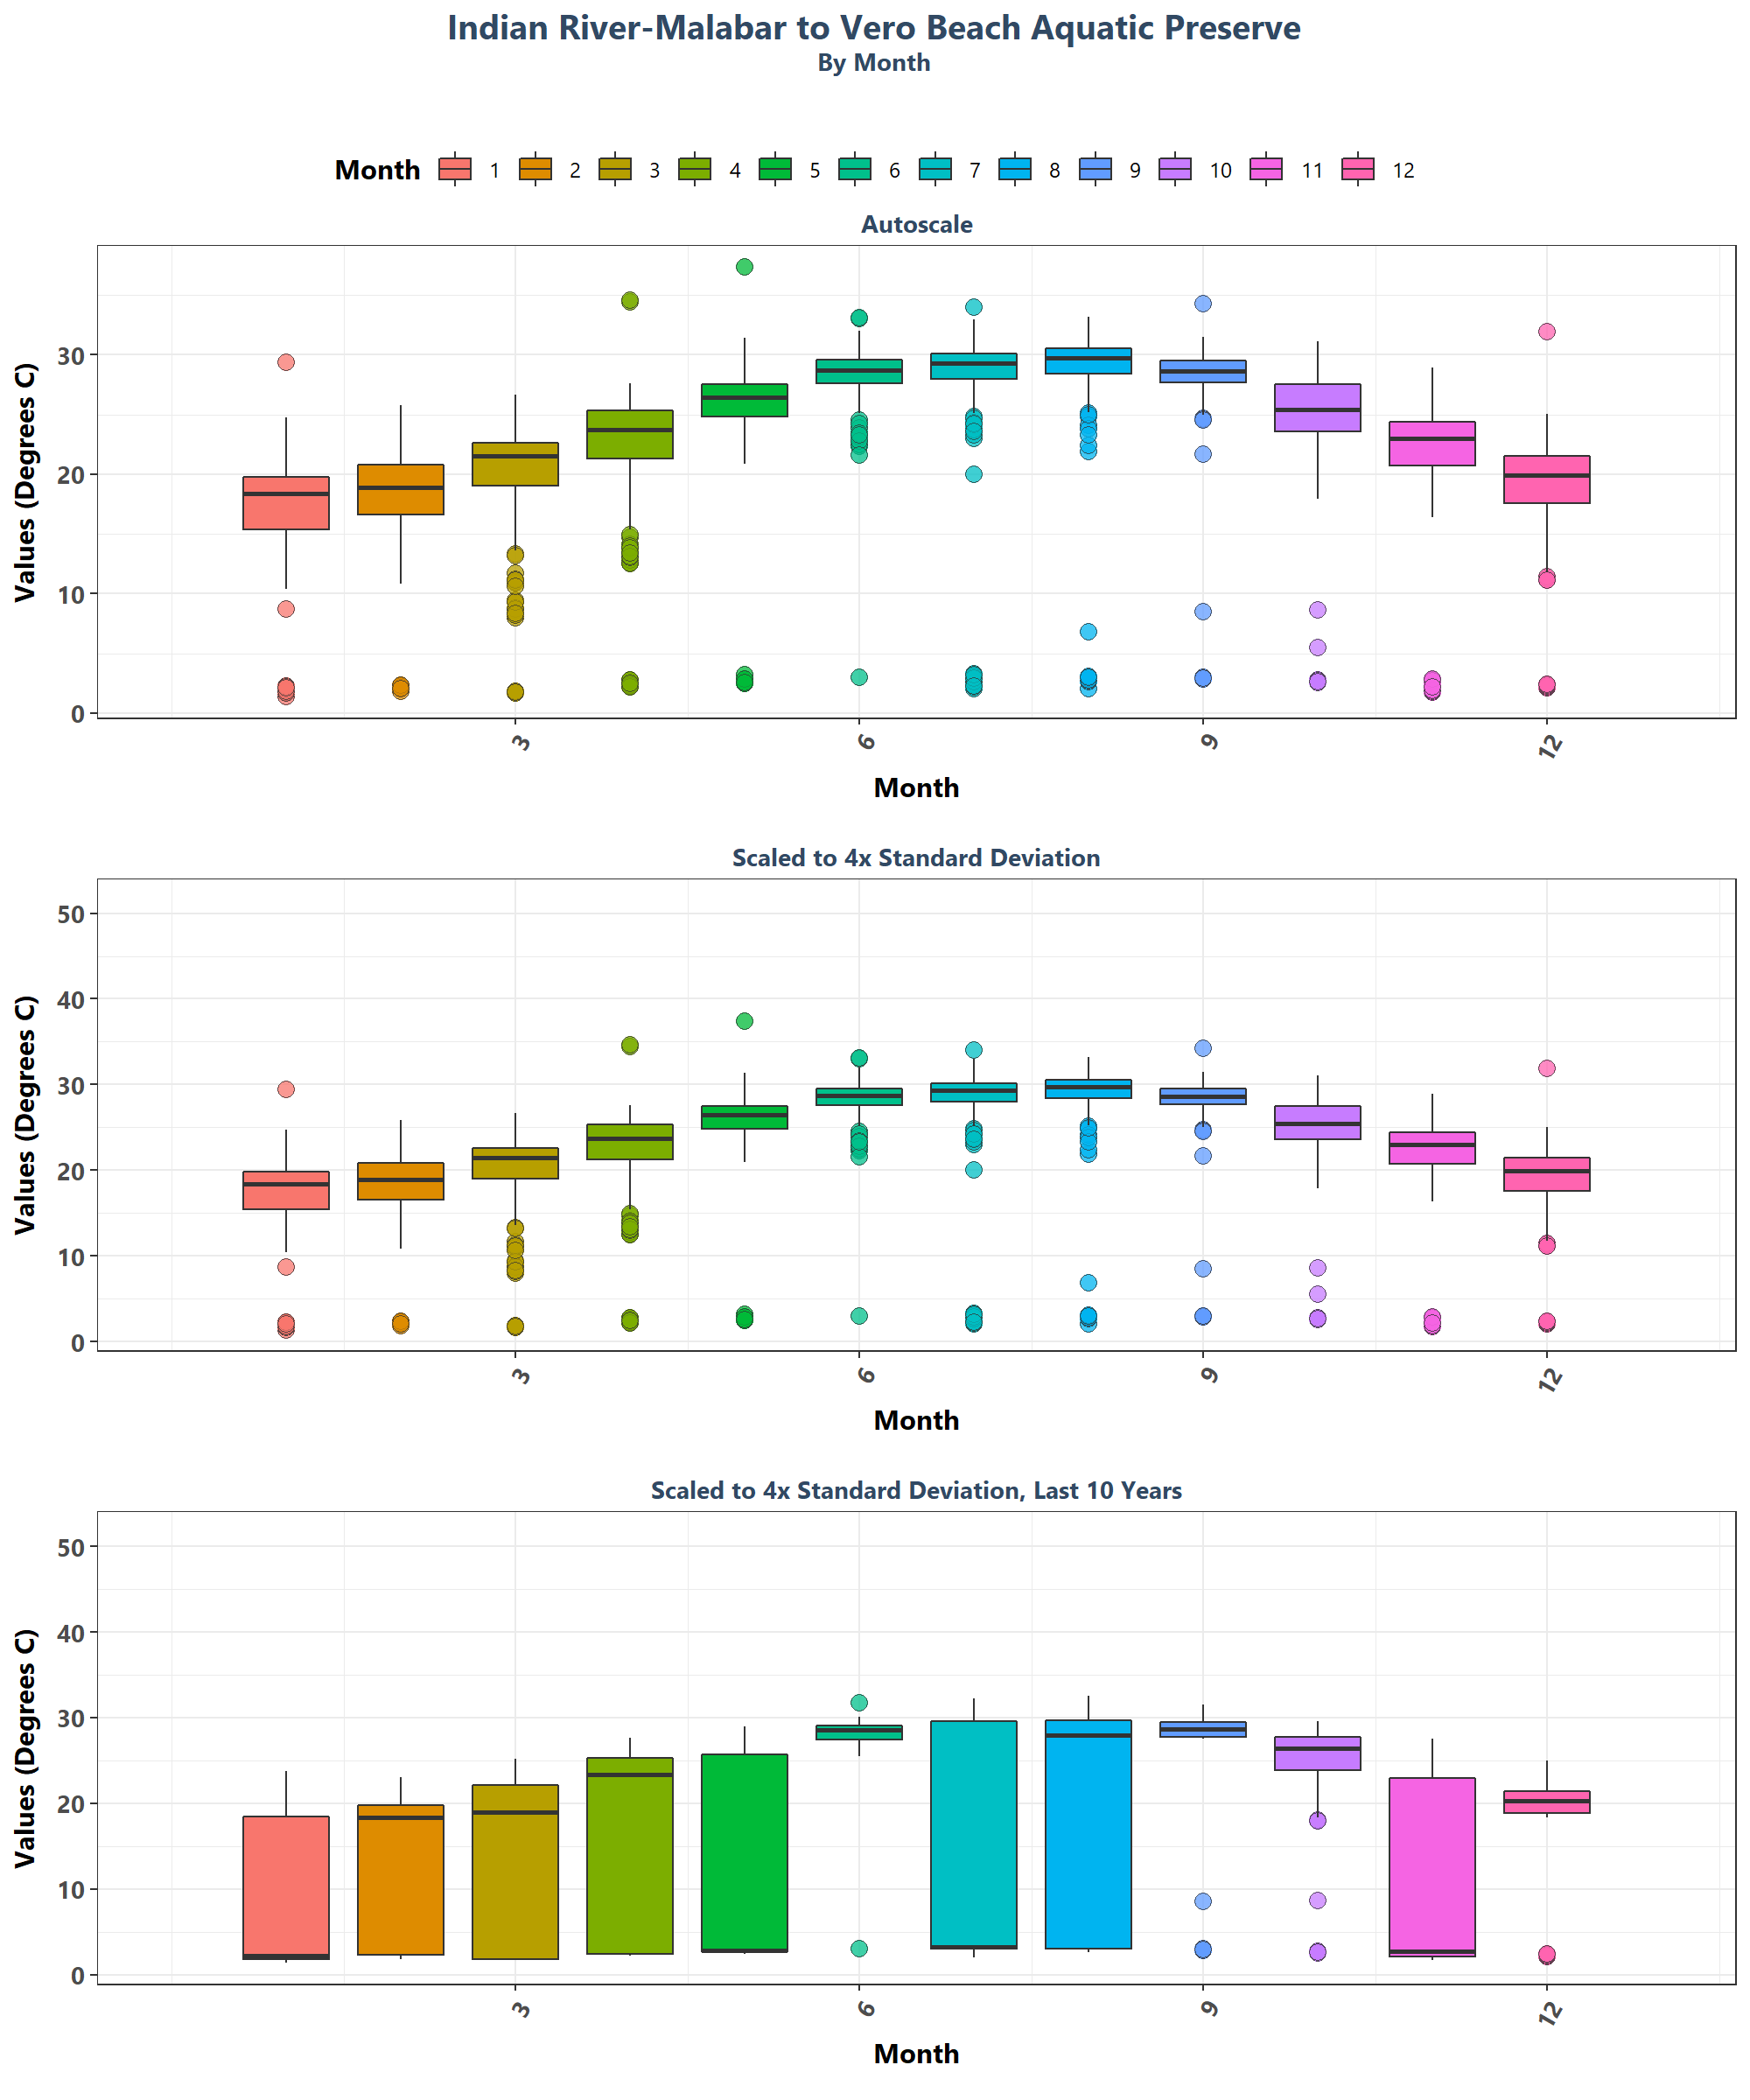 Indian River-Malabar to Vero Beach Aquatic Preserve
By Month
Month 1 2 3 4 5 6 7 8 9 10 11 12
Autoscale
Values (Degrees C)
30
20
10
0
3 6 9 12
Month
Scaled to 4x Standard Deviation
Values (Degrees C)
50
40
30
20
10
0
3 6 9 12
Month
Scaled to 4x Standard Deviation, Last 10 Years
Values (Degrees C)
50
40
30
20
10
0
3 6 9 12
Month